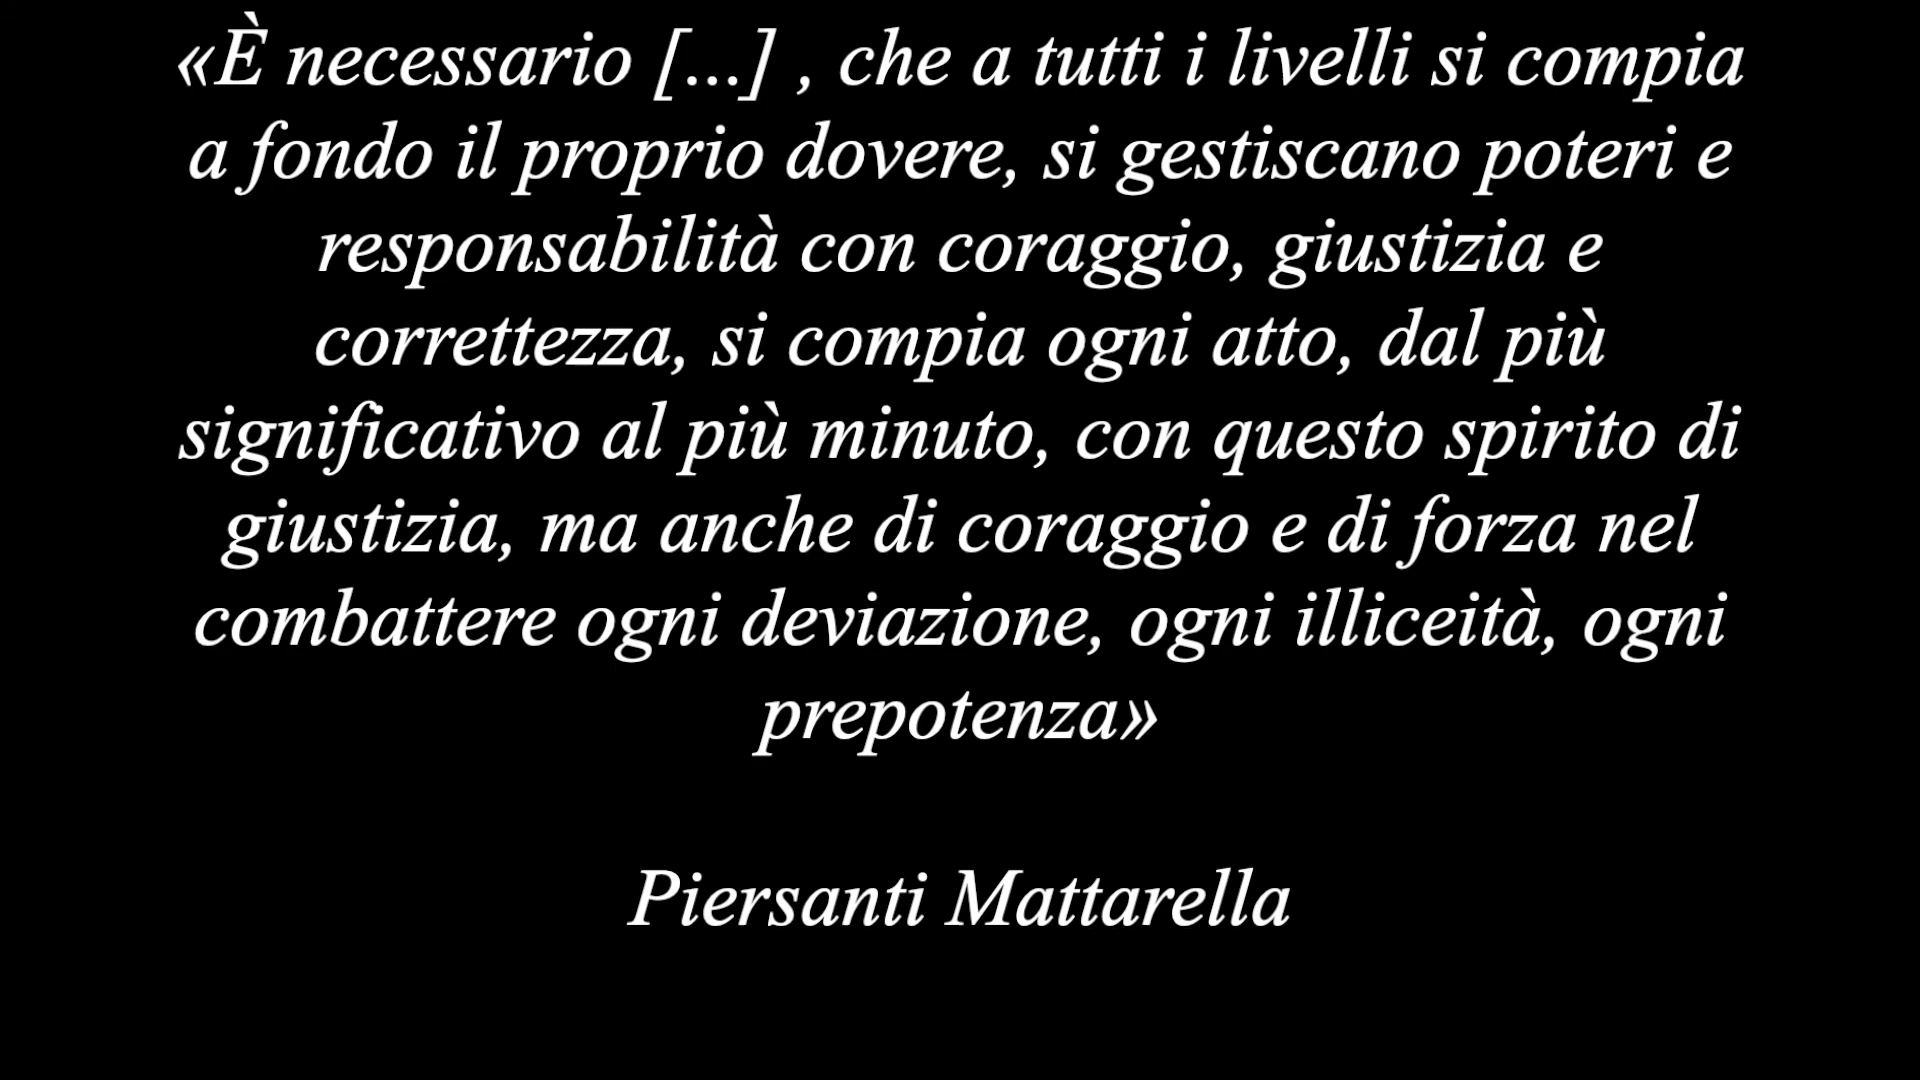 «È necessario [...] , che a tutti i livelli si compia
a fondo il proprio dovere, si gestiscano poteri e
responsabilità con coraggio, giustizia e
correttezza, si compia ogni atto, dal più
significativo al più minuto, con questo spirito di
giustizia, ma anche di coraggio e di forza nel
combattere ogni deviazione, ogni illiceità, ogni
prepotenza»
Piersanti Mattarella